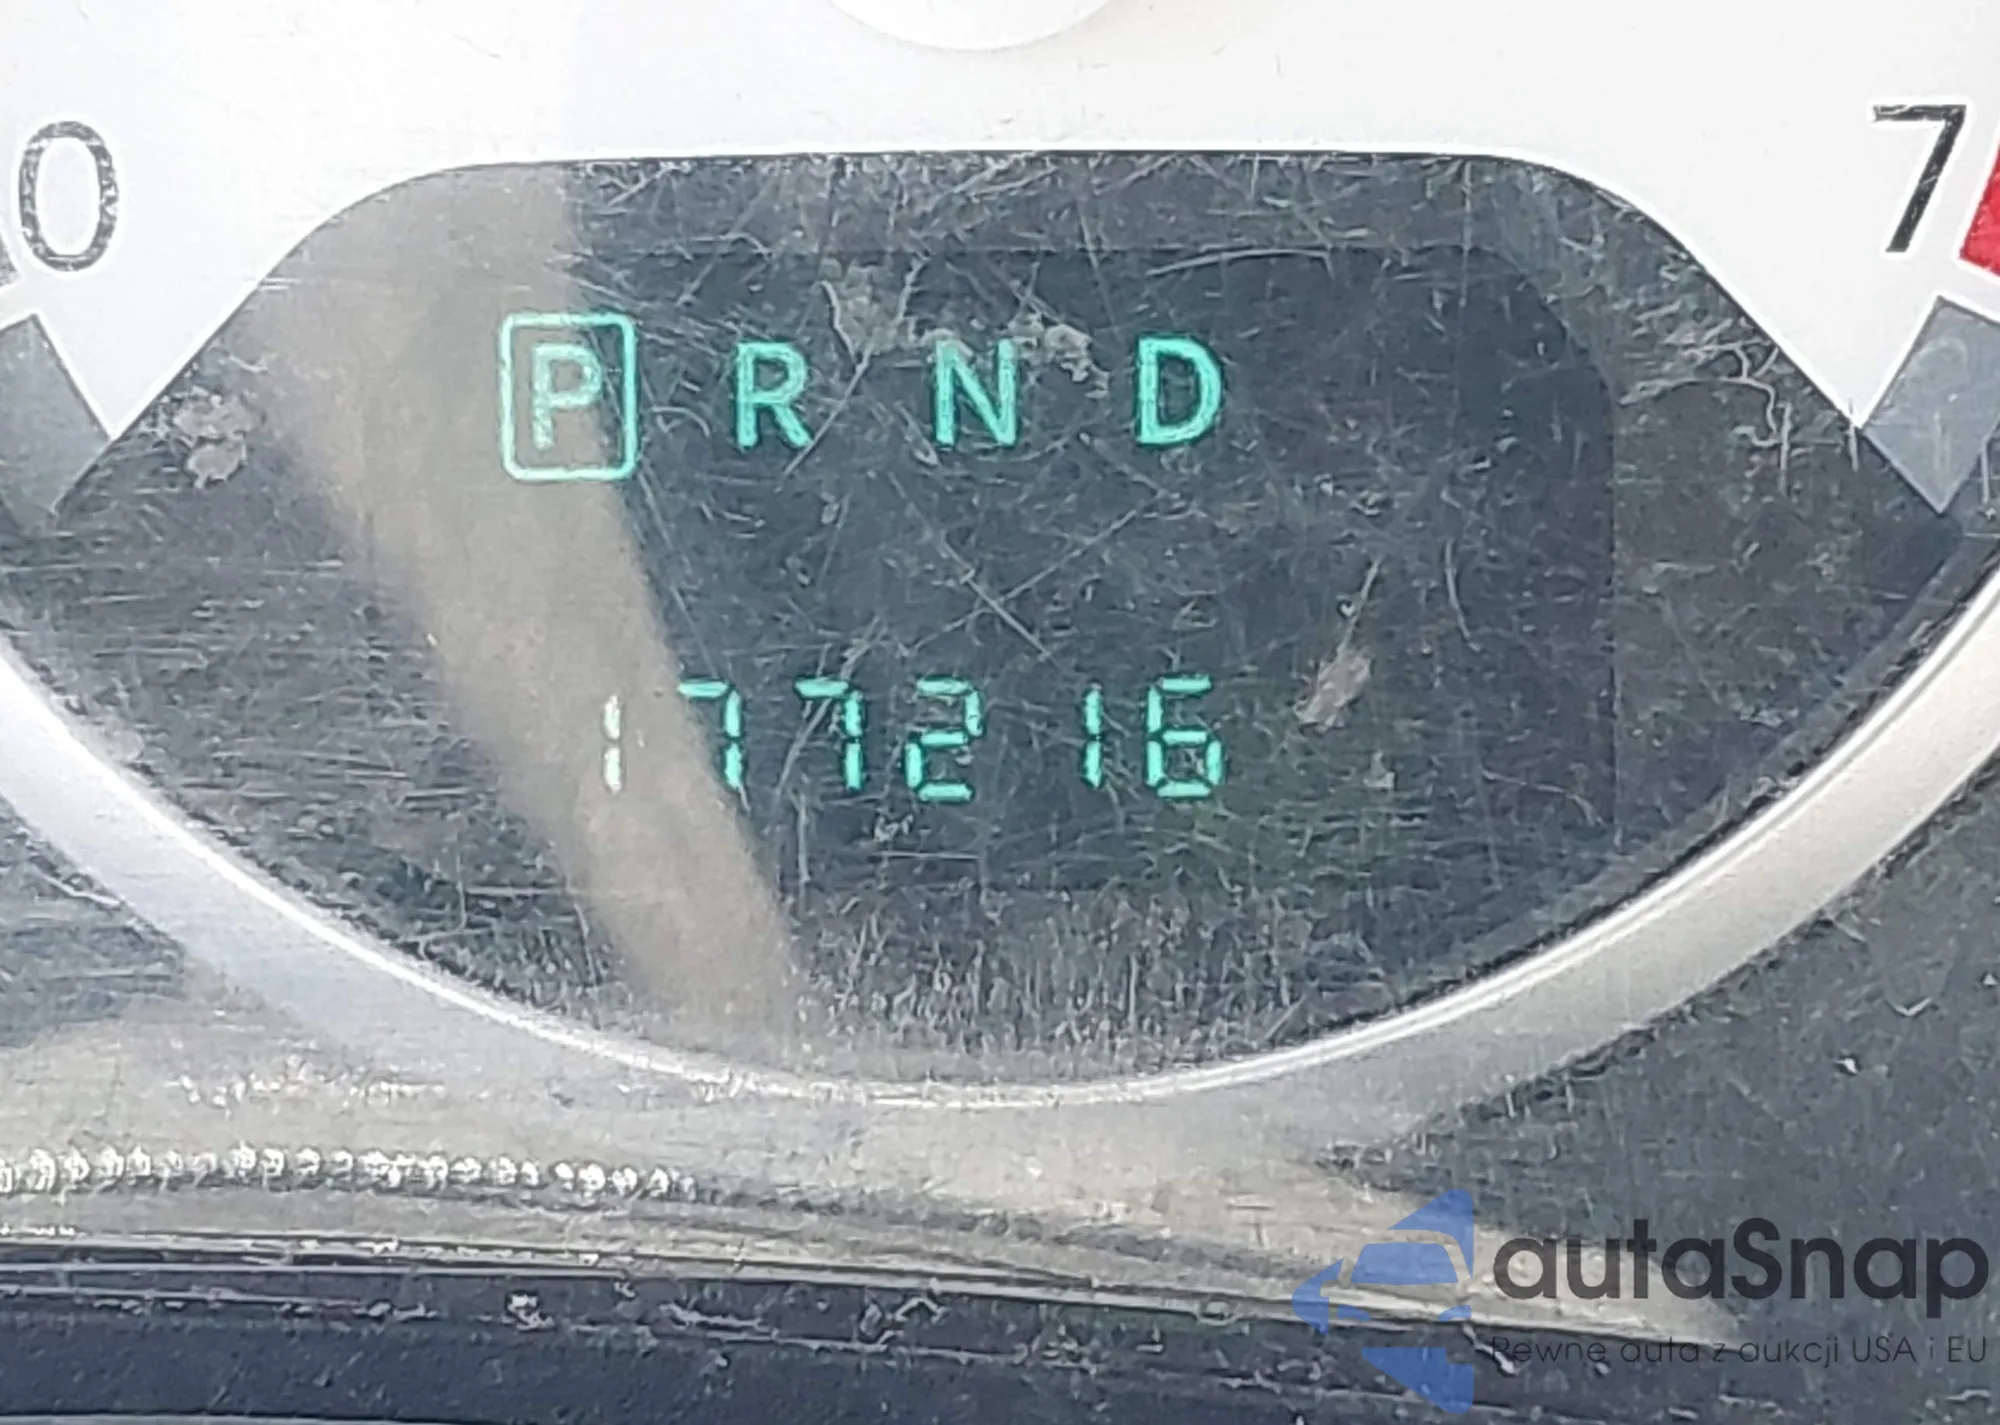 0
7
P R N D
177216
autaSnap
Pewne auta z aukcji USA i EU